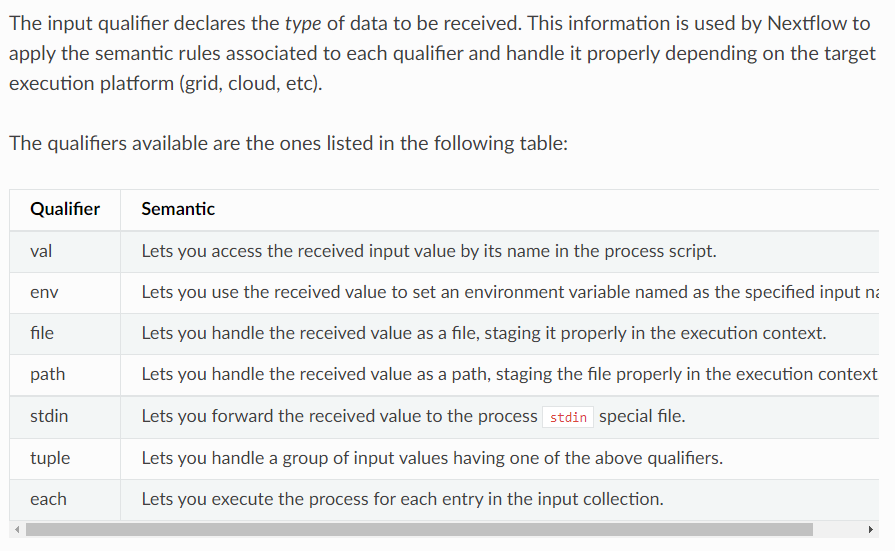 The input qualifier declares the type of data to be received. This information is used by Nextflow to
apply the semantic rules associated to each qualifier and handle it properly depending on the target
execution platform (grid, cloud, etc).
The qualifiers available are the ones listed in the following table:
Qualifier Semantic
val Lets you access the received input value by its name in the process script.
env Lets you use the received value to set an environment variable named as the specified input
file Lets you handle the received value as a file, staging it properly in the execution context.
path Lets you handle the received value as a path, staging the file properly in the execution context
stdin Lets you forward the received value to the process stdin special file.
tuple Lets you handle a group of input values having one of the above qualifiers.
each Lets you execute the process for each entry in the input collection.